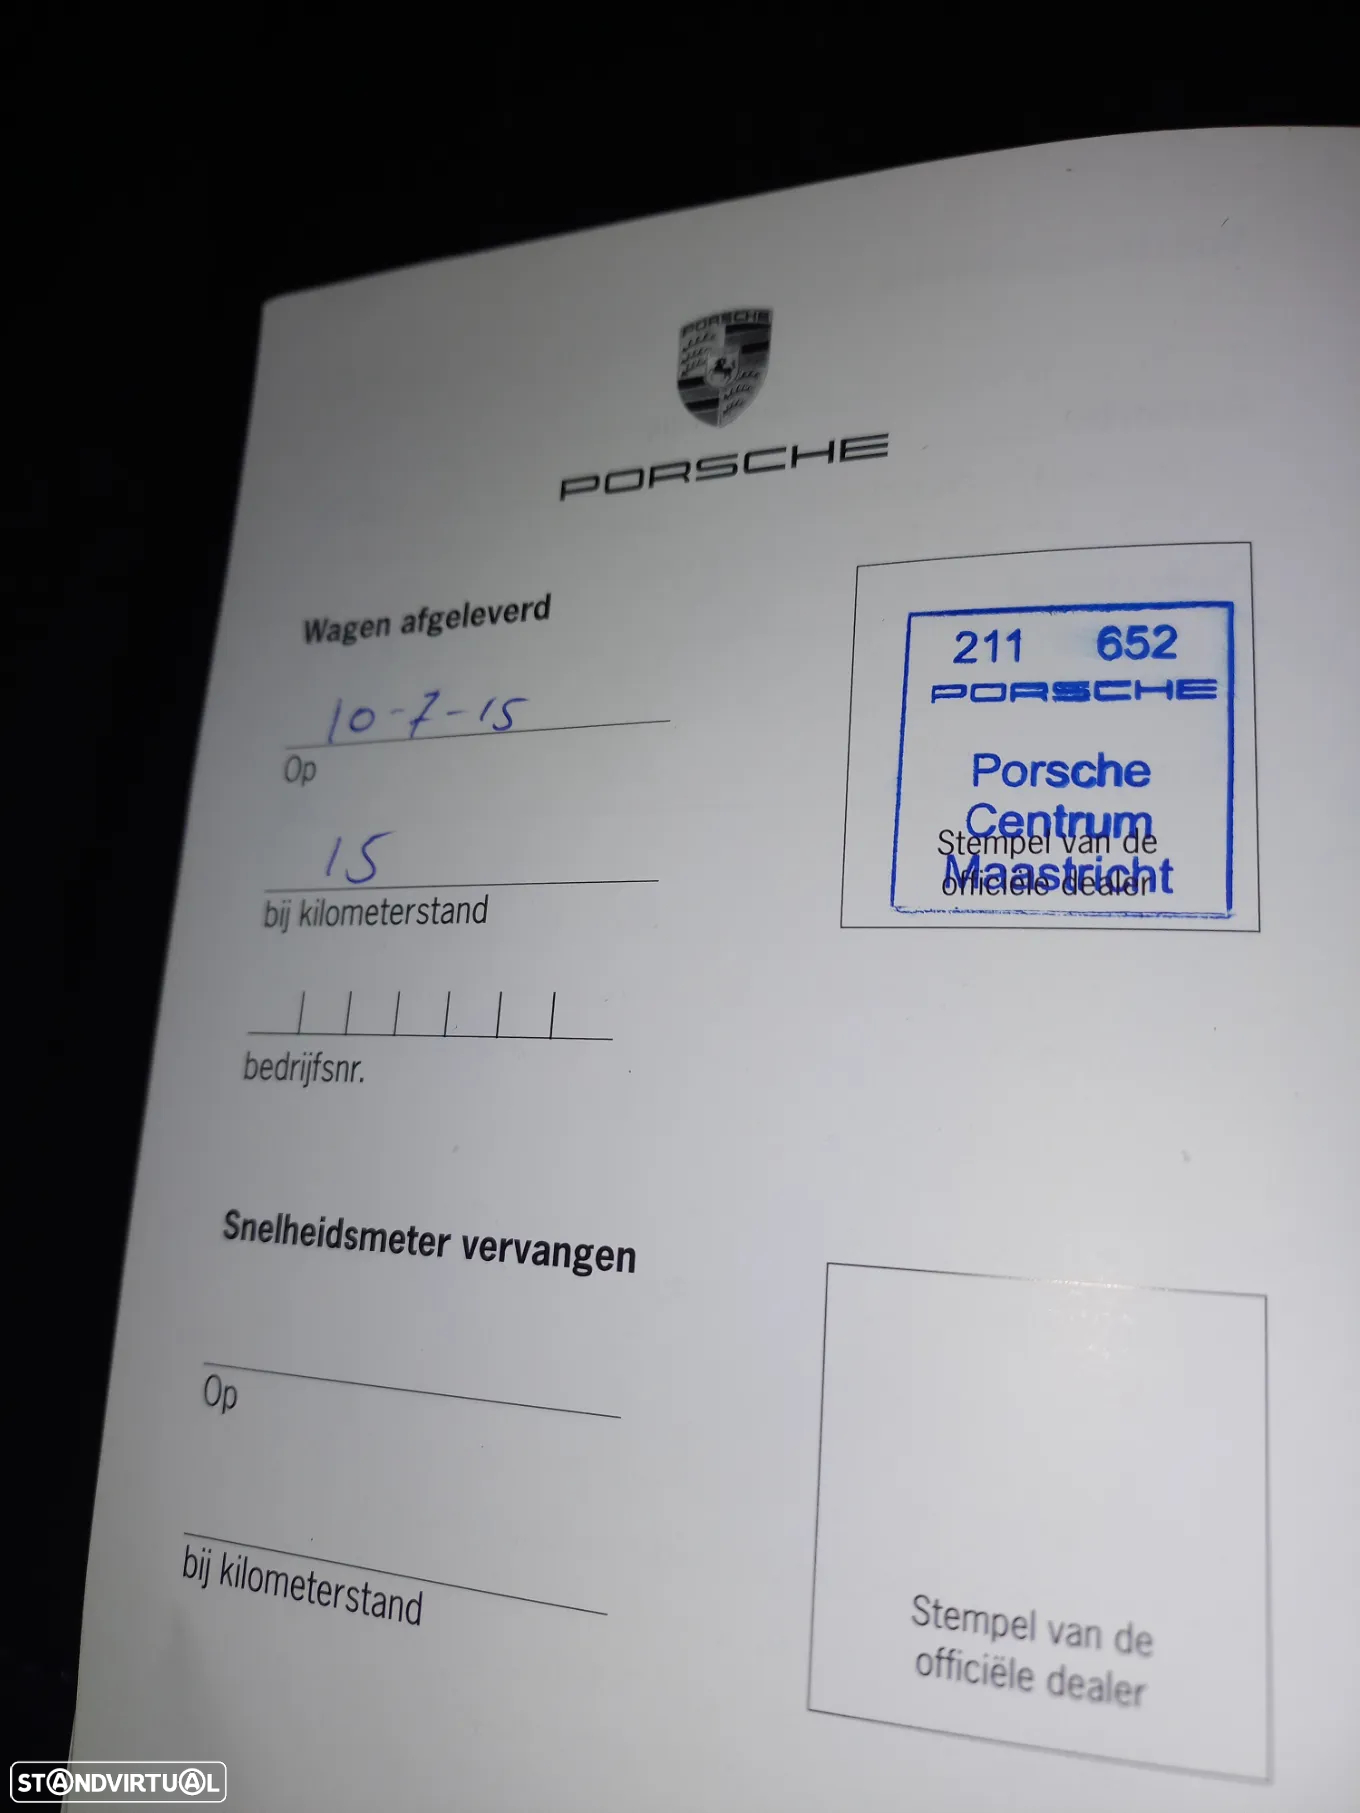 PORSCHE
PORSCHE
Wagen afgeleverd
10-7-15
Op
15
bij kilometerstand
bedrijfsnr.
211 652
PORSCHE
Porsche
Centrum
Maastricht
Stempel van de
officiële dealer
Snelheidsmeter vervangen
Op
bij kilometerstand
Stempel van de
officiële dealer
STANDVIRTUAL